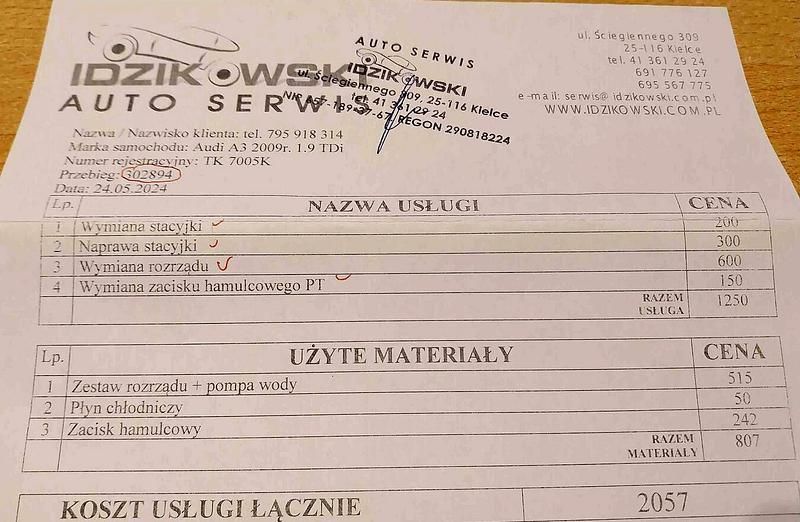 IDZIKOWSKI
AUTO SERWIS
AUTO SERWIS
IDZIKOWSKI
ul. Ściegiennego 309, 25-116 Kielce
tel. 41 361 29 24
REGON 290818224
ul. Ściegiennego 309
25-116 Kielce
tel. 41 361 29 24
691 776 127
695 567 775
e-mail: serwis@idzikowski.com.pl
WWW.IDZIKOWSKI.COM.PL
Nazwa / Nazwisko klienta: tel. 795 918 314
Marka samochodu: Audi A3 2009r. 1.9 TDi
Numer rejestracyjny: TK 7005K
Przebieg: 302894
Data: 24.05.2024
Lp. NAZWA USŁUGI CENA
1 Wymiana stacyjki 200
2 Naprawa stacyjki 300
3 Wymiana rozrządu 600
4 Wymiana zacisku hamulcowego PT 150
RAZEM USŁUGA 1250
Lp. UŻYTE MATERIAŁY CENA
1 Zestaw rozrządu + pompa wody 515
2 Płyn chłodniczy 50
3 Zacisk hamulcowy 242
RAZEM MATERIAŁY 807
KOSZT USŁUGI ŁĄCZNIE 2057